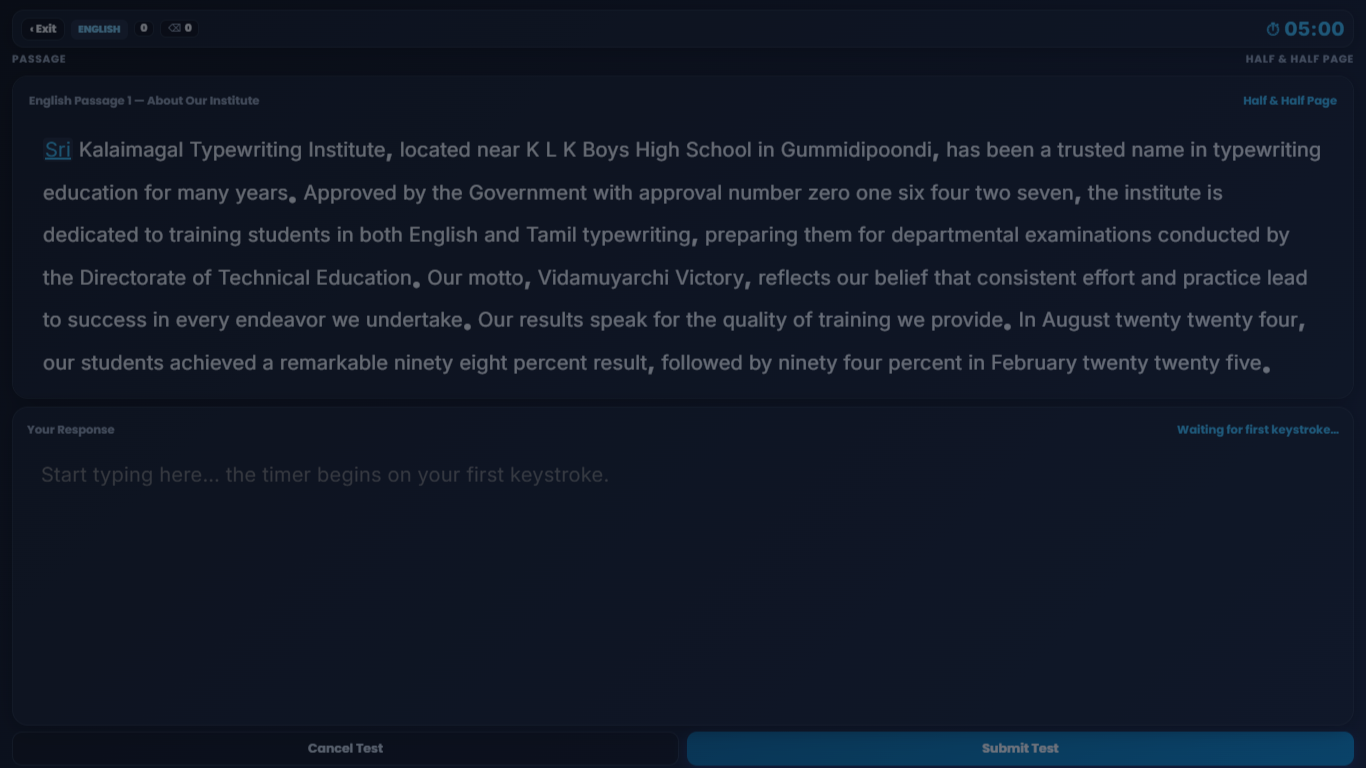 ‹ Exit ENGLISH 0 ⌫ 0 ⏱ 05:00
PASSAGE HALF & HALF PAGE
English Passage 1 — About Our Institute Half & Half Page
Sri Kalaimagal Typewriting Institute, located near K L K Boys High School in Gummidipoondi, has been a trusted name in typewriting
education for many years. Approved by the Government with approval number zero one six four two seven, the institute is
dedicated to training students in both English and Tamil typewriting, preparing them for departmental examinations conducted by
the Directorate of Technical Education. Our motto, Vidamuyarchi Victory, reflects our belief that consistent effort and practice lead
to success in every endeavor we undertake. Our results speak for the quality of training we provide. In August twenty twenty four,
our students achieved a remarkable ninety eight percent result, followed by ninety four percent in February twenty twenty five.
Your Response Waiting for first keystroke...
Start typing here... the timer begins on your first keystroke.
Cancel Test Submit Test